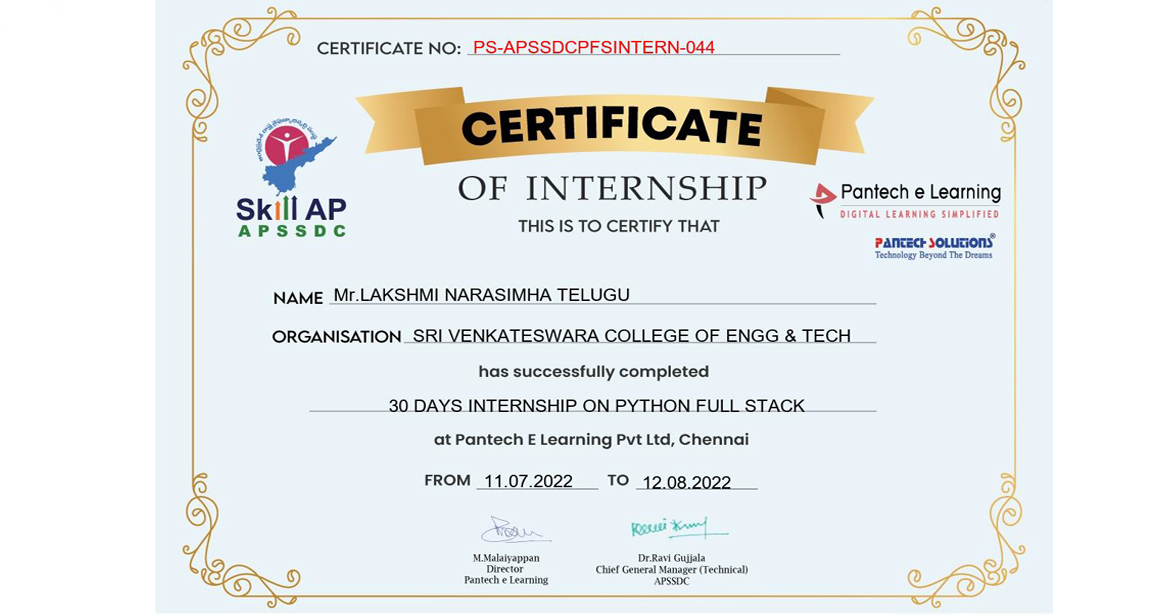 CERTIFICATE NO: PS-APSSDCPFSINTERN-044
CERTIFICATE
OF INTERNSHIP
THIS IS TO CERTIFY THAT
Skill AP
APSSDC
Pantech e Learning
DIGITAL LEARNING SIMPLIFIED
PANTECH SOLUTIONS®
Technology Beyond The Dreams
NAME Mr.LAKSHMI NARASIMHA TELUGU
ORGANISATION SRI VENKATESWARA COLLEGE OF ENGG & TECH
has successfully completed
30 DAYS INTERNSHIP ON PYTHON FULL STACK
at Pantech E Learning Pvt Ltd, Chennai
FROM 11.07.2022 TO 12.08.2022
M.Malaiyappan
Director
Pantech e Learning
Dr.Ravi Gujjala
Chief General Manager (Technical)
APSSDC